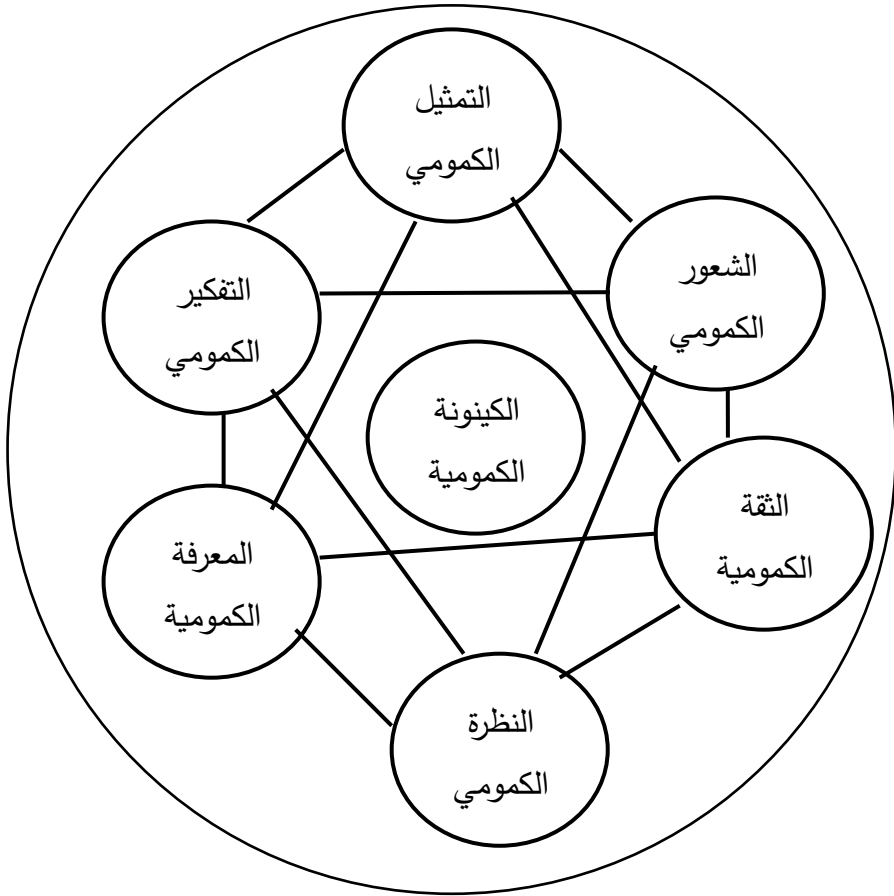 التمثيل
الكمومي
الشعور
الكمومي
التفكير
الكمومي
الكينونة
الكمومية
الثقة
الكمومية
المعرفة
الكمومية
النظرة
الكمومي